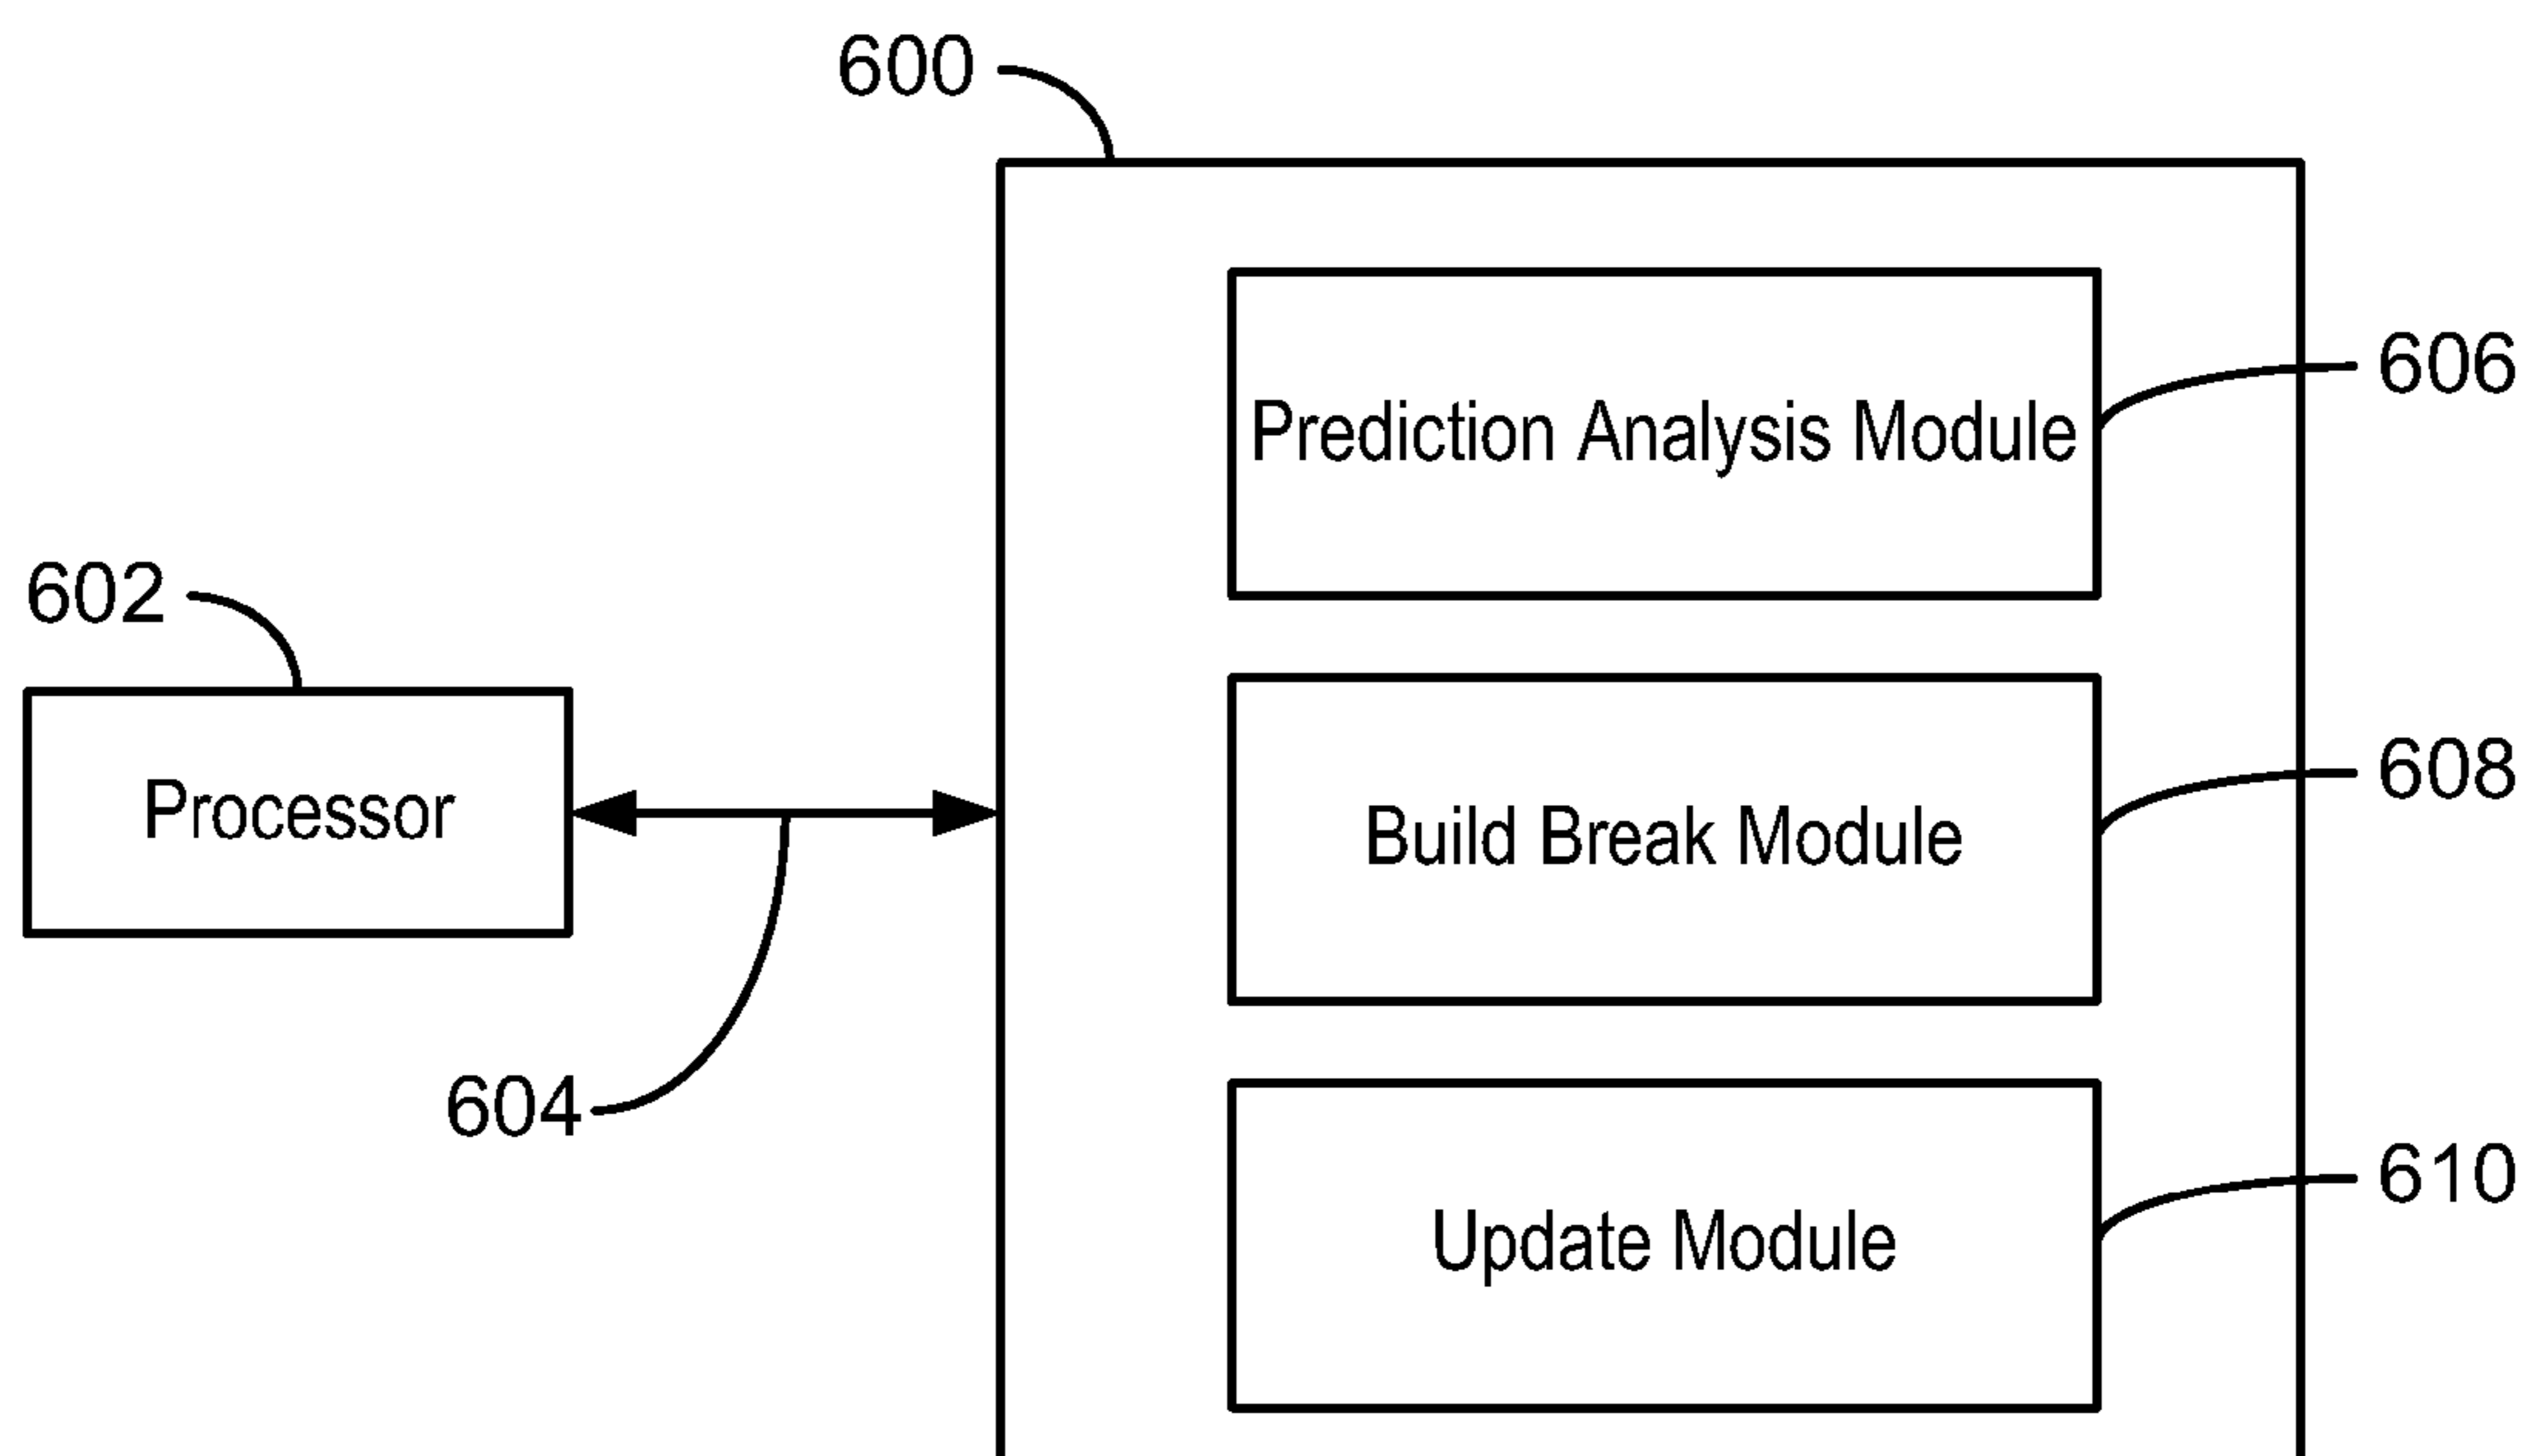 600
Prediction Analysis Module
606
602
Processor
Build Break Module
608
604
Update Module
610